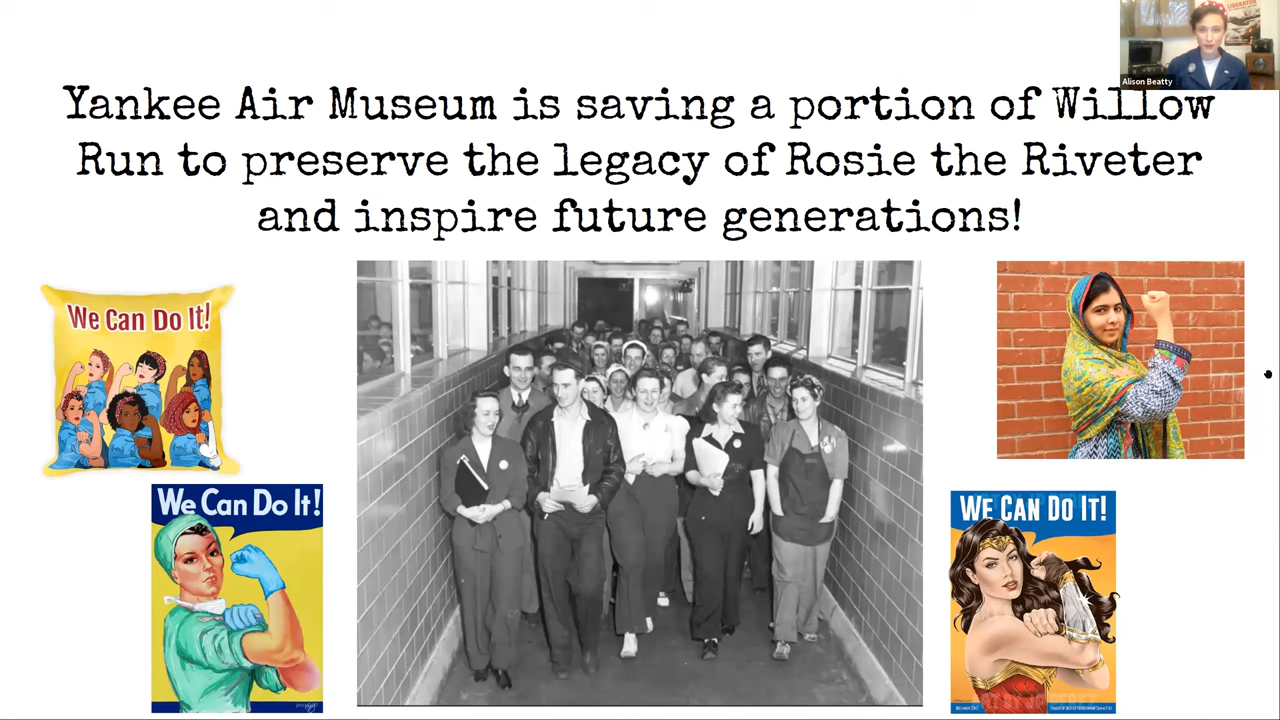 LIBERATOR
Alison Beatty
Yankee Air Museum is saving a portion of Willow
Run to preserve the legacy of Rosie the Riveter
and inspire future generations!
We Can Do It!
We Can Do It!
WE CAN DO IT!